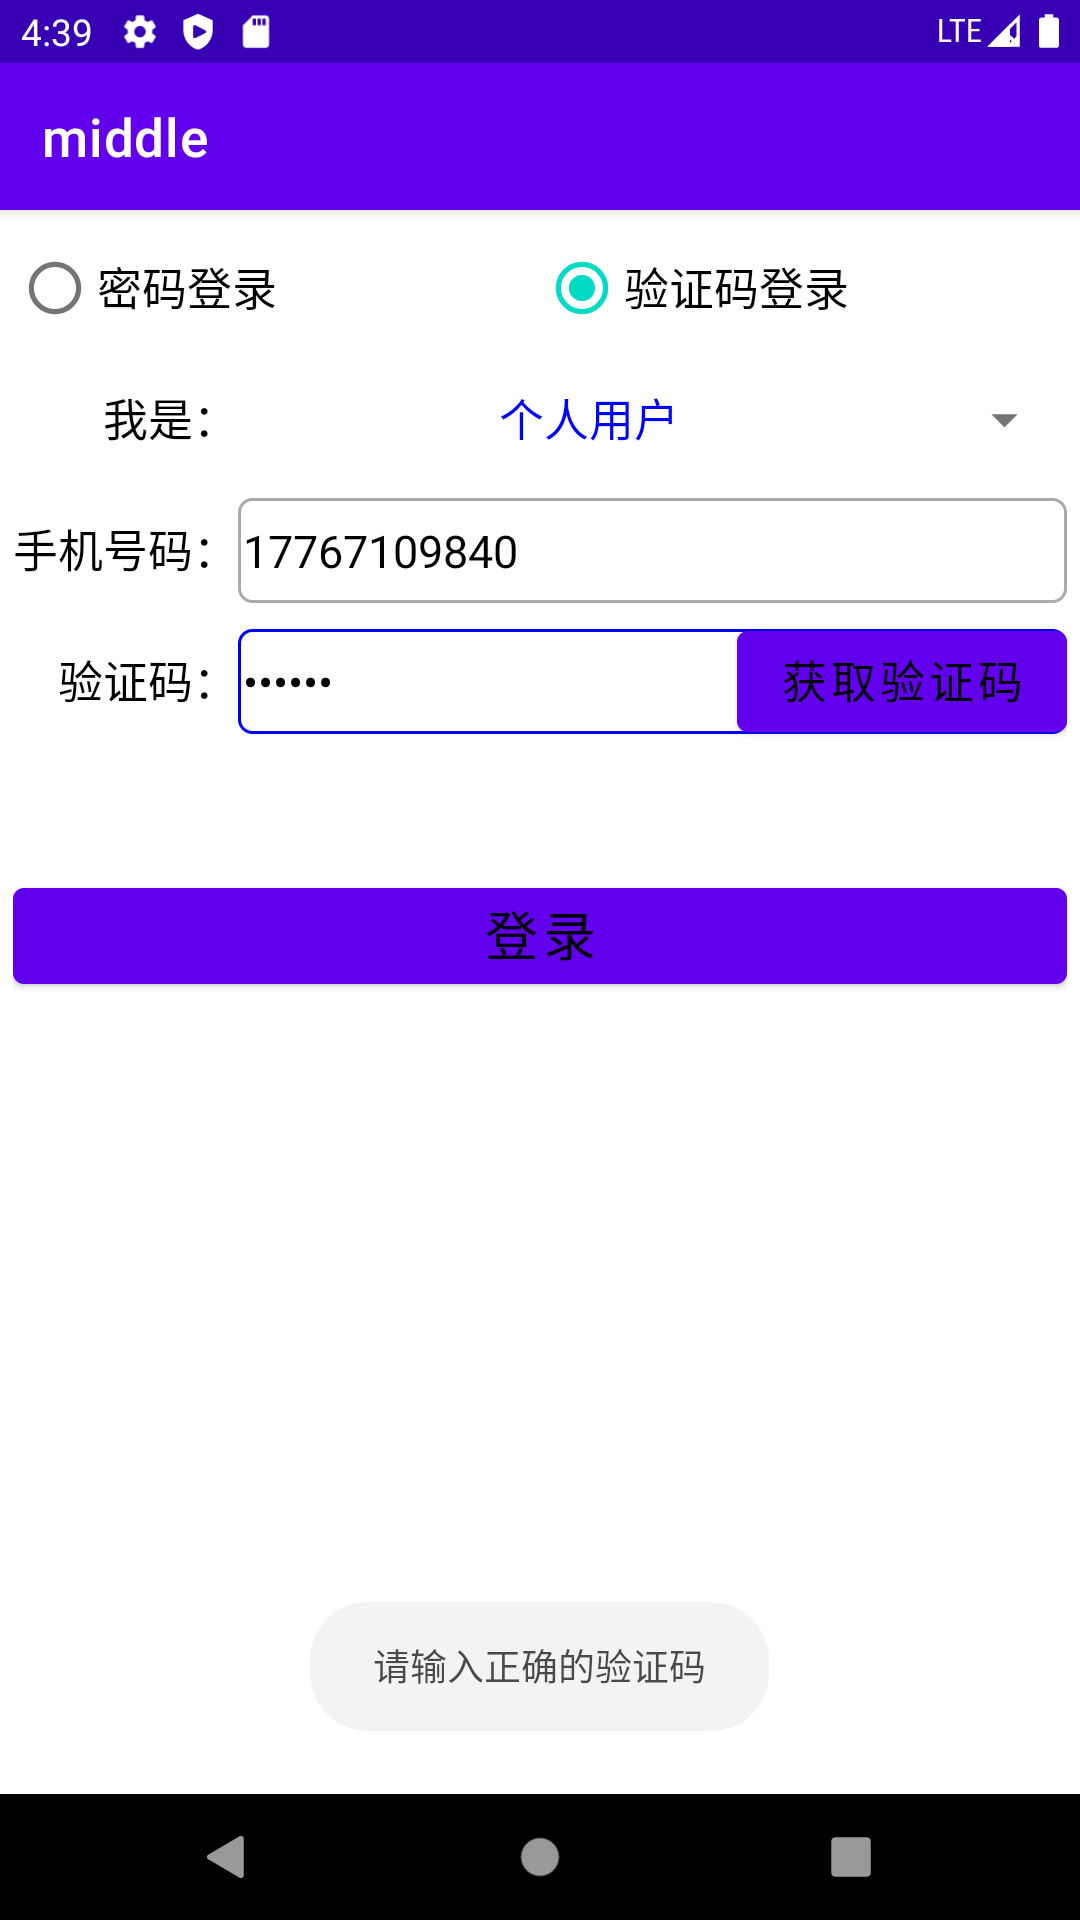 4:39 LTE
middle
密码登录 验证码登录
我是： 个人用户
手机号码： 17767109840
验证码： •••••• 获取验证码
登录
请输入正确的验证码